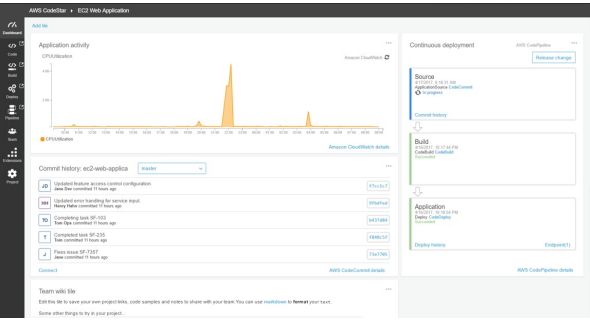 AWS CodeStar › EC2 Web Application
Dashboard
Code
Build
Deploy
Pipeline
Team
Extensions
Project
Add tile
Application activity
CPUUtilization
Amazon CloudWatch
CPUUtilization
Amazon CloudWatch details
Commit history: ec2-web-applica
master
JD
Updated feature access control configuration.
Jane Doe committed 11 hours ago
HH
Updated error handling for service input.
Henry Hahn committed 11 hours ago
TO
Completing task SF-103
Tom Ops committed 11 hours ago
T
Completed task SF-235
Tom committed 11 hours ago
J
Fixes issue SF-7357
Jane committed 11 hours ago
Connect
AWS CodeCommit details
Team wiki tile
Edit this tile to save your own project links, code samples and notes to share with your team You can use markdown to format your text.
Some other things to try in your project...
Continuous deployment
AWS CodePipeline
Release change
Source
ApplicationSource CodeCommit
In progress
Commit history
Build
CodeBuild CodeBuild
Succeeded
Application
Deploy CodeDeploy
Succeeded
Deploy history
Endpoint(1)
AWS CodePipeline details